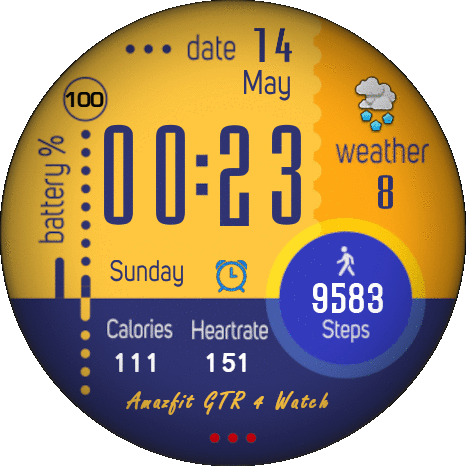 date 14
May
100
00:23
battery %
weather
8
Sunday
9583
Steps
Calories Heartrate
111 151
Amazfit GTR 4 Watch